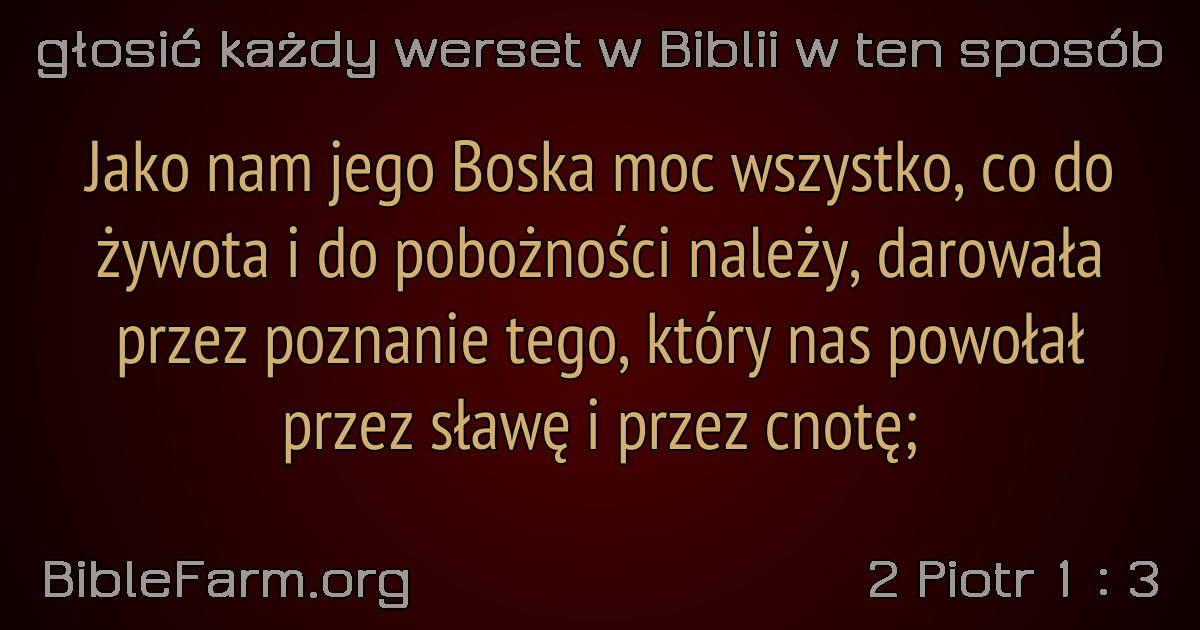 głosić każdy werset w Biblii w ten sposób
Jako nam jego Boska moc wszystko, co do
żywota i do pobożności należy, darowała
przez poznanie tego, który nas powołał
przez sławę i przez cnotę;
BibleFarm.org
2 Piotr 1 : 3